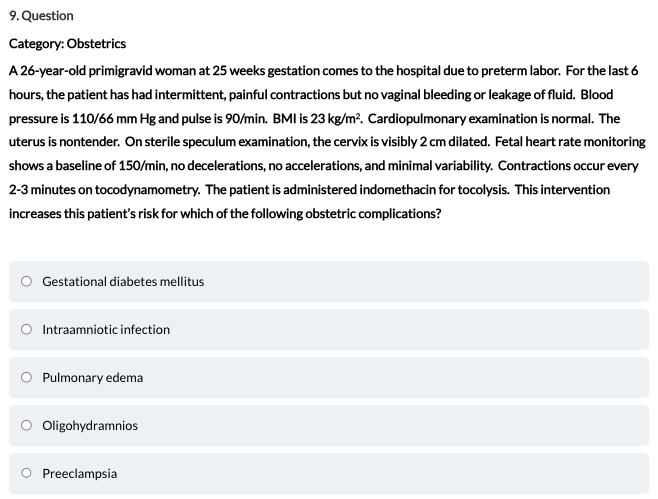 9. Question
Category: Obstetrics
A 26-year-old primigravid woman at 25 weeks gestation comes to the hospital due to preterm labor. For the last 6
hours, the patient has had intermittent, painful contractions but no vaginal bleeding or leakage of fluid. Blood
pressure is 110/66 mm Hg and pulse is 90/min. BMI is 23 kg/m². Cardiopulmonary examination is normal. The
uterus is nontender. On sterile speculum examination, the cervix is visibly 2 cm dilated. Fetal heart rate monitoring
shows a baseline of 150/min, no decelerations, no accelerations, and minimal variability. Contractions occur every
2-3 minutes on tocodynamometry. The patient is administered indomethacin for tocolysis. This intervention
increases this patient's risk for which of the following obstetric complications?
Gestational diabetes mellitus
Intraamniotic infection
Pulmonary edema
Oligohydramnios
Preeclampsia